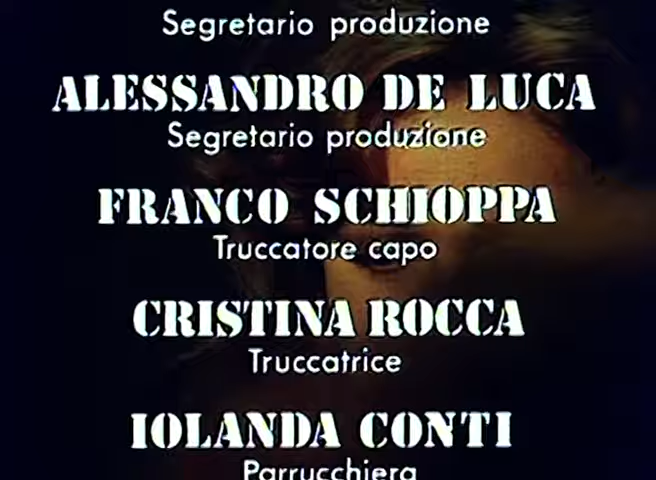 Segretario produzione
ALESSANDRO DE LUCA
Segretario produzione
FRANCO SCHIOPPA
Truccatore capo
CRISTINA ROCCA
Truccatrice
IOLANDA CONTI
Parrucchiera